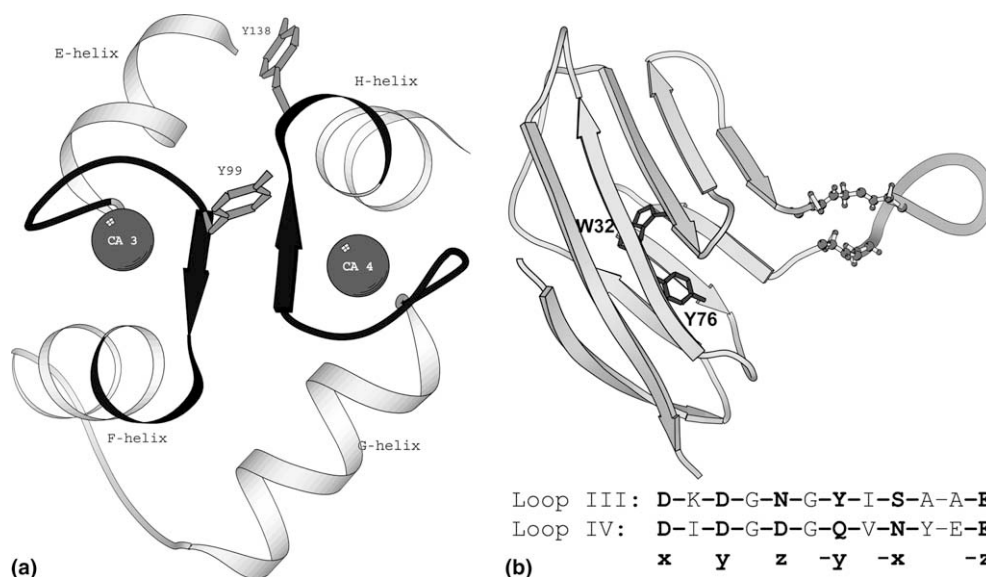 (a)
E-helix
Y138
H-helix
Y99
CA 3
CA 4
F-helix
G-helix
(b)
W32
Y76
Loop III: D-K-D-G-N-G-Y-I-S-A-A-E
Loop IV: D-I-D-G-D-G-Q-V-N-Y-E-E
x y z -y -x -z